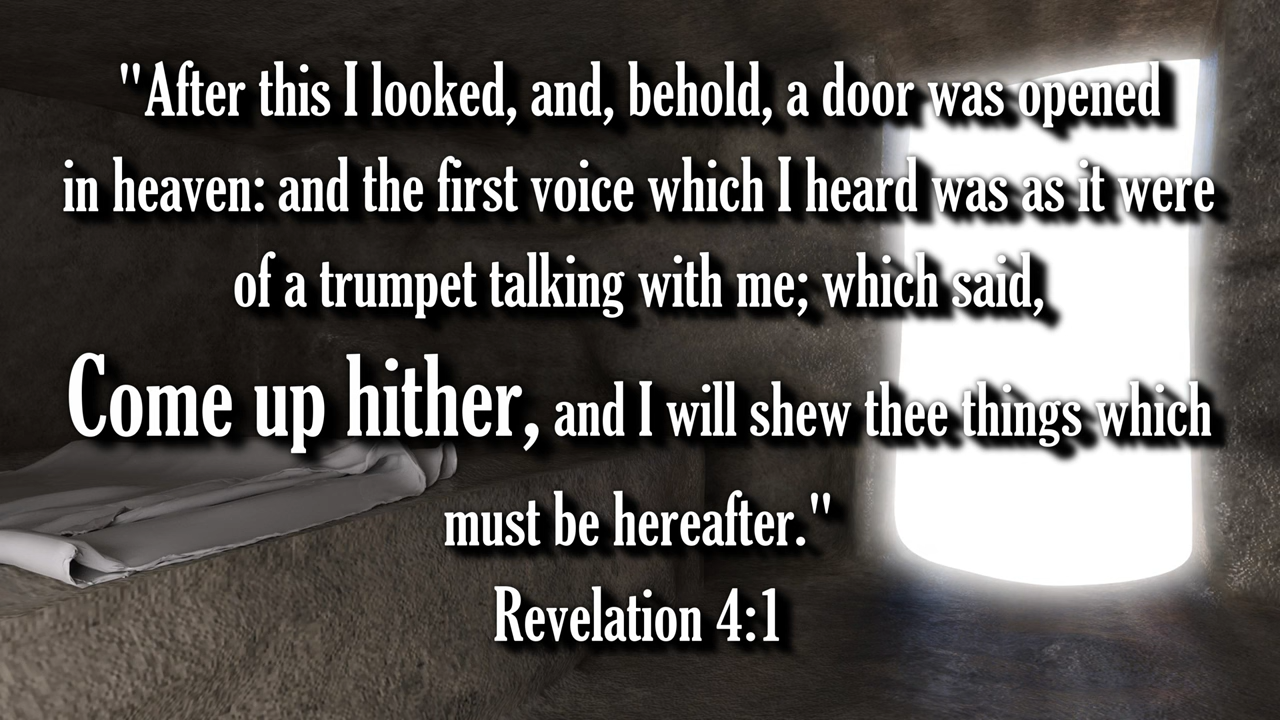 "After this I looked, and, behold, a door was opened
in heaven: and the first voice which I heard was as it were
of a trumpet talking with me; which said,
Come up hither, and I will shew thee things which
must be hereafter."
Revelation 4:1